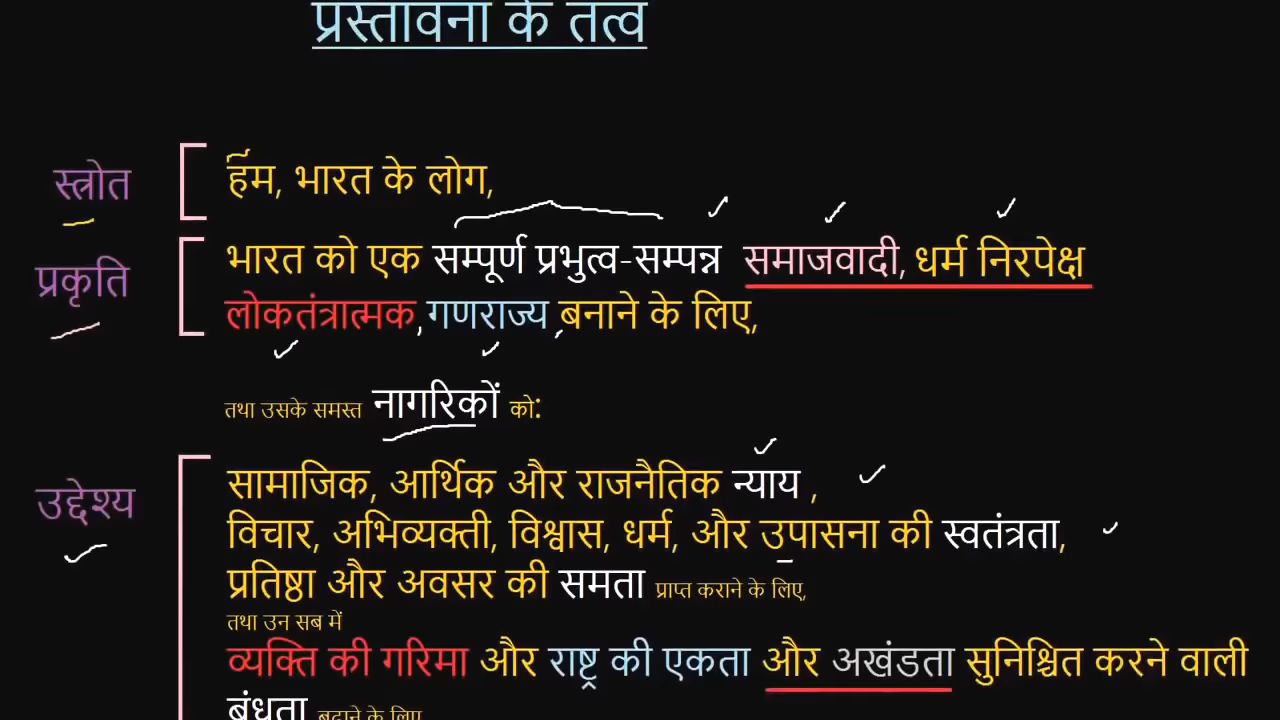 प्रस्तावना के तत्व
स्त्रोत
हम, भारत के लोग,
प्रकृति
भारत को एक सम्पूर्ण प्रभुत्व-सम्पन्न समाजवादी, धर्म निरपेक्ष
लोकतंत्रात्मक, गणराज्य, बनाने के लिए,
तथा उसके समस्त नागरिकों को:
उद्देश्य
सामाजिक, आर्थिक और राजनैतिक न्याय ,
विचार, अभिव्यक्ती, विश्वास, धर्म, और उपासना की स्वतंत्रता,
प्रतिष्ठा और अवसर की समता प्राप्त कराने के लिए,
तथा उन सब में
व्यक्ति की गरिमा और राष्ट्र की एकता और अखंडता सुनिश्चित करने वाली
बंधुता बढ़ाने के लिए